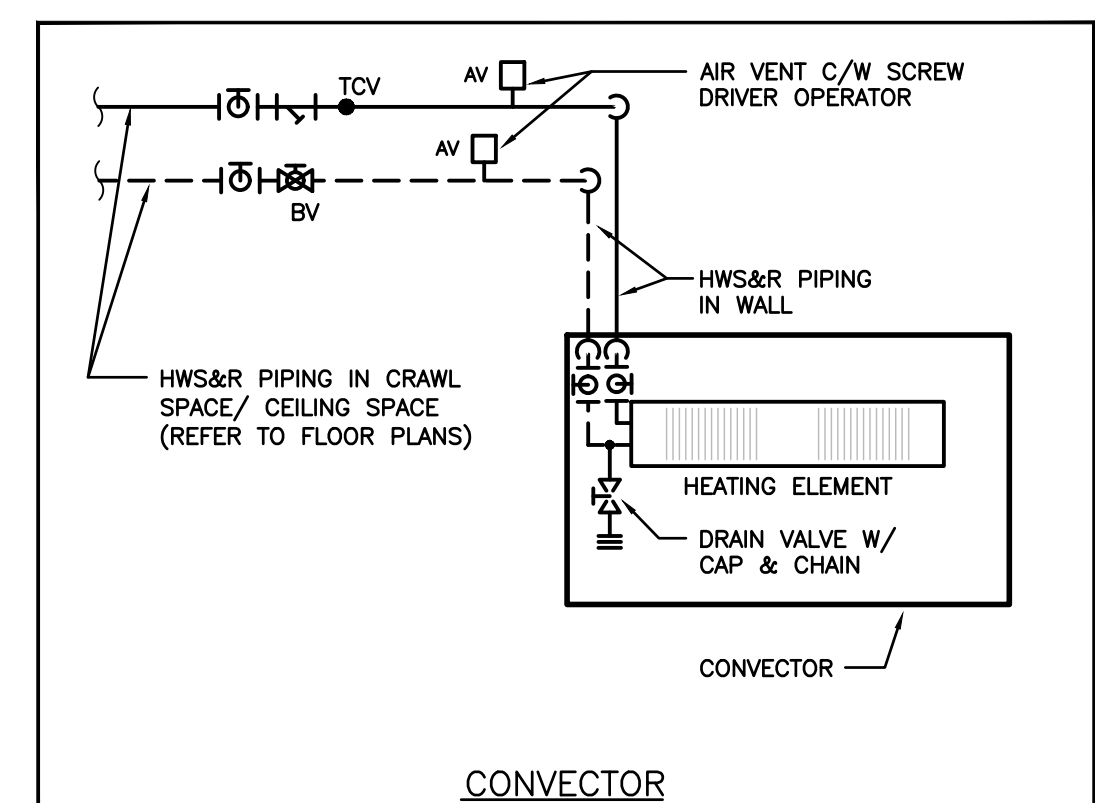 AV
AIR VENT C/W SCREW
DRIVER OPERATOR
TCV
AV
BV
HWS&R PIPING
IN WALL
HWS&R PIPING IN CRAWL
SPACE/ CEILING SPACE
(REFER TO FLOOR PLANS)
HEATING ELEMENT
DRAIN VALVE W/
CAP & CHAIN
CONVECTOR
CONVECTOR